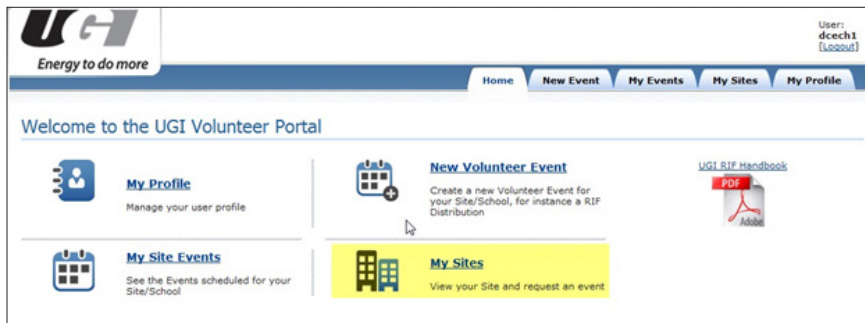 UGI
Energy to do more
User:
dcech1
[Logout]
Home New Event My Events My Sites My Profile
Welcome to the UGI Volunteer Portal
My Profile
Manage your user profile
New Volunteer Event
Create a new Volunteer Event for
your Site/School, for instance a RIF
Distribution
UGI RIF Handbook
PDF
Adobe
My Site Events
See the Events scheduled for your
Site/School
My Sites
View your Site and request an event